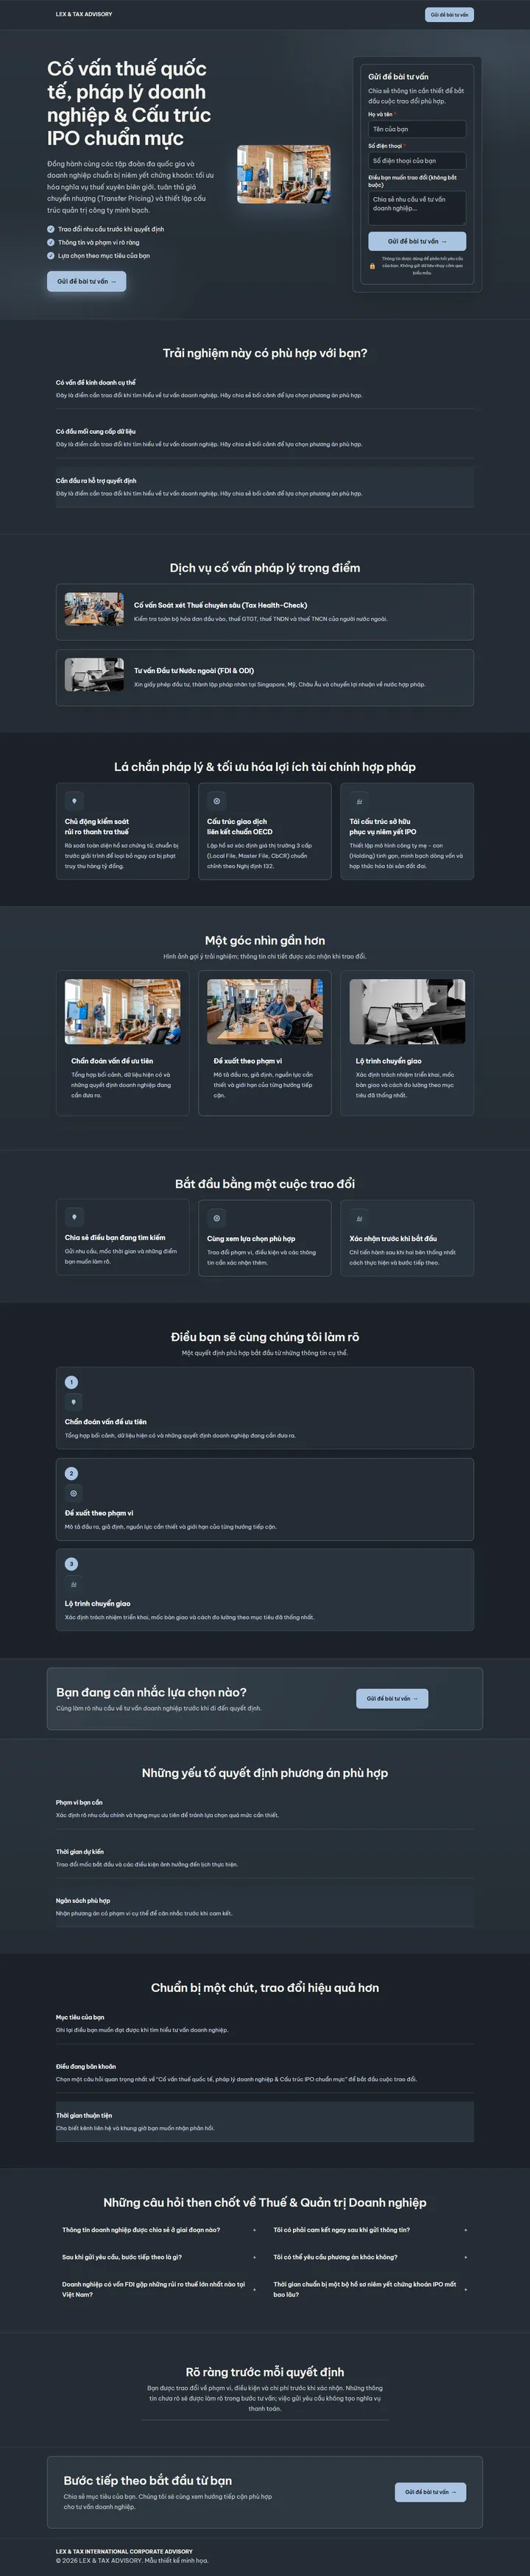 LEX & TAX ADVISORY
Gửi đề bài tư vấn
Cố vấn thuế quốc
tế, pháp lý doanh
nghiệp & Cấu trúc
IPO chuẩn mực
Đồng hành cùng các tập đoàn đa quốc gia và
doanh nghiệp chuẩn bị niêm yết chứng khoán: tối ưu
hóa nghĩa vụ thuế xuyên biên giới, tuân thủ giá
chuyển nhượng (Transfer Pricing) và thiết lập cấu
trúc quản trị công ty minh bạch.
Trao đổi nhu cầu trước khi quyết định
Thông tin và phạm vi rõ ràng
Lựa chọn theo mục tiêu của bạn
Gửi đề bài tư vấn →
Gửi đề bài tư vấn
Chia sẻ thông tin cần thiết để bắt
đầu cuộc trao đổi phù hợp.
Họ và tên *
Tên của bạn
Số điện thoại *
Số điện thoại của bạn
Điều bạn muốn trao đổi (không bắt
buộc)
Chia sẻ nhu cầu về tư vấn
doanh nghiệp...
Gửi đề bài tư vấn →
Thông tin được dùng để phản hồi yêu cầu
của bạn. Không gửi dữ liệu nhạy cảm qua
biểu mẫu.
Trải nghiệm này có phù hợp với bạn?
Có vấn đề kinh doanh cụ thể
Đây là điểm cần trao đổi khi tìm hiểu về tư vấn doanh nghiệp. Hãy chia sẻ bối cảnh để lựa chọn phương án phù hợp.
Có đầu mối cung cấp dữ liệu
Đây là điểm cần trao đổi khi tìm hiểu về tư vấn doanh nghiệp. Hãy chia sẻ bối cảnh để lựa chọn phương án phù hợp.
Cần đầu ra hỗ trợ quyết định
Đây là điểm cần trao đổi khi tìm hiểu về tư vấn doanh nghiệp. Hãy chia sẻ bối cảnh để lựa chọn phương án phù hợp.
Dịch vụ cố vấn pháp lý trọng điểm
Cố vấn Soát xét Thuế chuyên sâu (Tax Health-Check)
Kiểm tra toàn bộ hóa đơn đầu vào, thuế GTGT, thuế TNDN và thuế TNCN của người nước ngoài.
Tư vấn Đầu tư Nước ngoài (FDI & ODI)
Xin giấy phép đầu tư, thành lập pháp nhân tại Singapore, Mỹ, Châu Âu và chuyển lợi nhuận về nước hợp pháp.
Lá chắn pháp lý & tối ưu hóa lợi ích tài chính hợp pháp
Chủ động kiểm soát
rủi ro thanh tra thuế
Rà soát toàn diện hồ sơ chứng từ, chuẩn bị
trước giải trình để loại bỏ nguy cơ bị phạt
truy thu hàng tỷ đồng.
Cấu trúc giao dịch
liên kết chuẩn OECD
Lập hồ sơ xác định giá thị trường 3 cấp
(Local File, Master File, CbCR) chuẩn
chỉnh theo Nghị định 132.
Tái cấu trúc sở hữu
phục vụ niêm yết IPO
Thiết lập mô hình công ty mẹ - con
(Holding) tinh gọn, minh bạch dòng vốn và
hợp thức hóa tài sản đất đai.
Một góc nhìn gần hơn
Hình ảnh gợi ý trải nghiệm; thông tin chi tiết được xác nhận khi trao đổi.
Chẩn đoán vấn đề ưu tiên
Tổng hợp bối cảnh, dữ liệu hiện có và
những quyết định doanh nghiệp đang
cần đưa ra.
Đề xuất theo phạm vi
Mô tả đầu ra, giả định, nguồn lực cần
thiết và giới hạn của từng hướng tiếp
cận.
Lộ trình chuyển giao
Xác định trách nhiệm triển khai, mốc
bàn giao và cách đo lường theo mục
tiêu đã thống nhất.
Bắt đầu bằng một cuộc trao đổi
Chia sẻ điều bạn đang tìm kiếm
Gửi nhu cầu, mốc thời gian và những điểm
bạn muốn làm rõ.
Cùng xem lựa chọn phù hợp
Trao đổi phạm vi, điều kiện và các thông
tin cần xác nhận thêm.
Xác nhận trước khi bắt đầu
Chỉ tiến hành sau khi hai bên thống nhất
cách thực hiện và bước tiếp theo.
Điều bạn sẽ cùng chúng tôi làm rõ
Một quyết định phù hợp bắt đầu từ những thông tin cụ thể.
1
Chẩn đoán vấn đề ưu tiên
Tổng hợp bối cảnh, dữ liệu hiện có và những quyết định doanh nghiệp đang cần đưa ra.
2
Đề xuất theo phạm vi
Mô tả đầu ra, giả định, nguồn lực cần thiết và giới hạn của từng hướng tiếp cận.
3
Lộ trình chuyển giao
Xác định trách nhiệm triển khai, mốc bàn giao và cách đo lường theo mục tiêu đã thống nhất.
Bạn đang cân nhắc lựa chọn nào?
Cùng làm rõ nhu cầu về tư vấn doanh nghiệp trước khi đi đến quyết định.
Gửi đề bài tư vấn →
Những yếu tố quyết định phương án phù hợp
Phạm vi bạn cần
Xác định rõ nhu cầu chính và hạng mục ưu tiên để tránh lựa chọn quá mức cần thiết.
Thời gian dự kiến
Trao đổi mốc bắt đầu và các điều kiện ảnh hưởng đến lịch thực hiện.
Ngân sách phù hợp
Nhận phương án có phạm vi cụ thể để cân nhắc trước khi cam kết.
Chuẩn bị một chút, trao đổi hiệu quả hơn
Mục tiêu của bạn
Ghi lại điều bạn muốn đạt được khi tìm hiểu tư vấn doanh nghiệp.
Điều đang băn khoăn
Chọn một câu hỏi quan trọng nhất về "Cố vấn thuế quốc tế, pháp lý doanh nghiệp & Cấu trúc IPO chuẩn mực" để bắt đầu cuộc trao đổi.
Thời gian thuận tiện
Cho biết kênh liên hệ và khung giờ bạn muốn nhận phản hồi.
Những câu hỏi then chốt về Thuế & Quản trị Doanh nghiệp
Thông tin doanh nghiệp được chia sẻ ở giai đoạn nào? +
Tôi có phải cam kết ngay sau khi gửi thông tin? +
Sau khi gửi yêu cầu, bước tiếp theo là gì? +
Tôi có thể yêu cầu phương án khác không? +
Doanh nghiệp có vốn FDI gặp những rủi ro thuế lớn nhất nào tại
Việt Nam? +
Thời gian chuẩn bị một bộ hồ sơ niêm yết chứng khoán IPO mất
bao lâu? +
Rõ ràng trước mỗi quyết định
Bạn được trao đổi về phạm vi, điều kiện và chi phí trước khi xác nhận. Những thông
tin chưa rõ sẽ được làm rõ trong bước tư vấn; việc gửi yêu cầu không tạo nghĩa vụ
thanh toán.
Bước tiếp theo bắt đầu từ bạn
Chia sẻ mục tiêu của bạn. Chúng tôi sẽ cùng xem hướng tiếp cận phù hợp
cho tư vấn doanh nghiệp.
Gửi đề bài tư vấn →
LEX & TAX INTERNATIONAL CORPORATE ADVISORY
© 2026 LEX & TAX ADVISORY. Mẫu thiết kế minh họa.